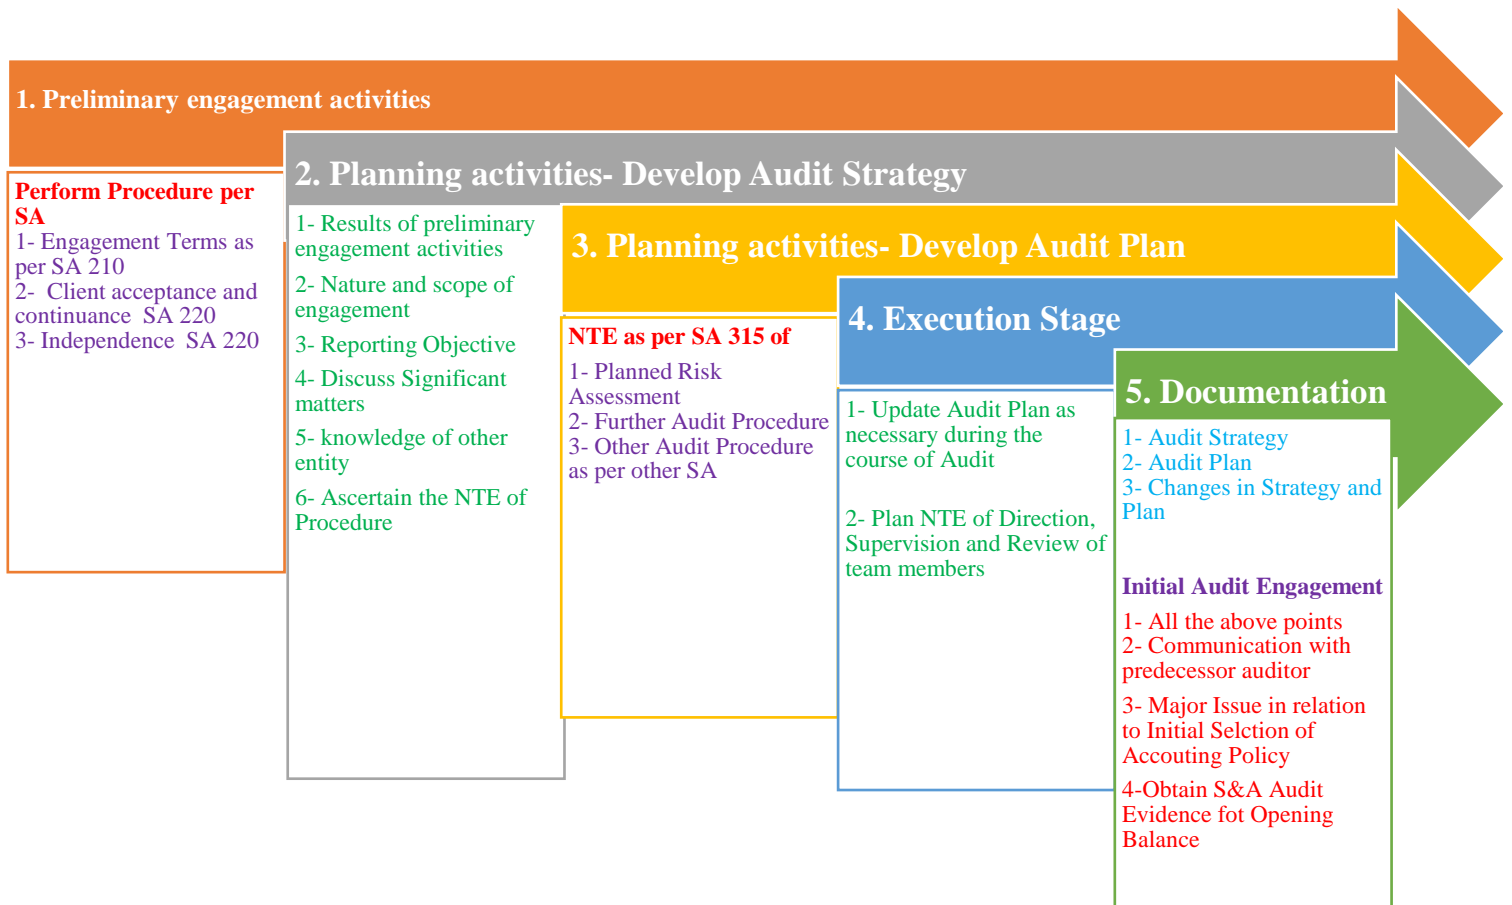 1. Preliminary engagement activities
Perform Procedure per
SA
1- Engagement Terms as
per SA 210
2-  Client acceptance and
continuance  SA 220
3- Independence  SA 220
2. Planning activities- Develop Audit Strategy
1- Results of preliminary
engagement activities
2- Nature and scope of
engagement
3- Reporting Objective
4- Discuss Significant
matters
5- knowledge of other
entity
6- Ascertain the NTE of
Procedure
3. Planning activities- Develop Audit Plan
NTE as per SA 315 of
1- Planned Risk
Assessment
2- Further Audit Procedure
3- Other Audit Procedure
as per other SA
4. Execution Stage
1- Update Audit Plan as
necessary during the
course of Audit
2- Plan NTE of Direction,
Supervision and Review of
team members
5. Documentation
1- Audit Strategy
2- Audit Plan
3- Changes in Strategy and
Plan
Initial Audit Engagement
1- All the above points
2- Communication with
predecessor auditor
3- Major Issue in relation
to Initial Selction of
Accouting Policy
4-Obtain S&A Audit
Evidence fot Opening
Balance